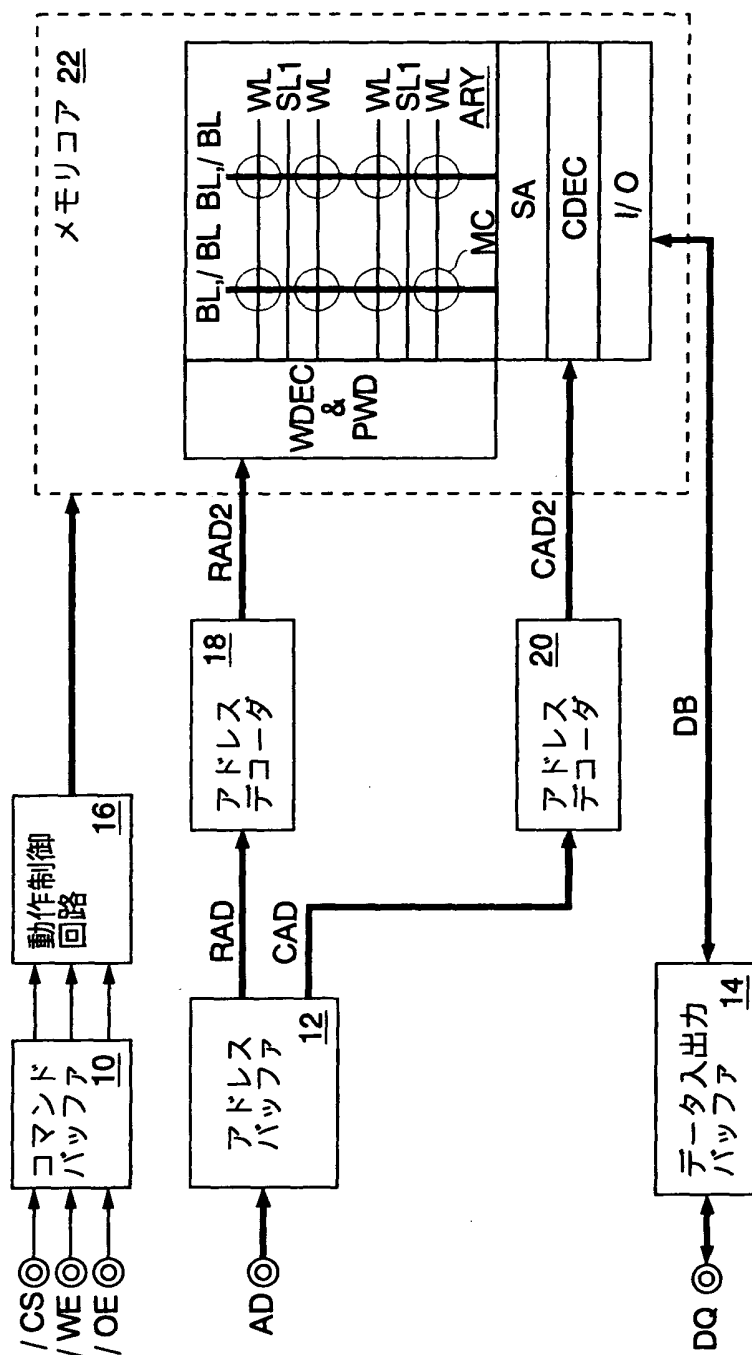 / CS
/ WE
/ OE
コマンド
バッファ
10
動作制御
回路
16
AD
アドレス
バッファ
12
RAD
CAD
アドレス
デコーダ
18
RAD2
アドレス
デコーダ
20
CAD2
DQ
データ入出力
バッファ
14
DB
メモリコア 22
WDEC
&
PWD
BL,/ BL BL,/ BL
WL
SL1
WL
WL
SL1
WL
ARY
MC
SA
CDEC
I/ O